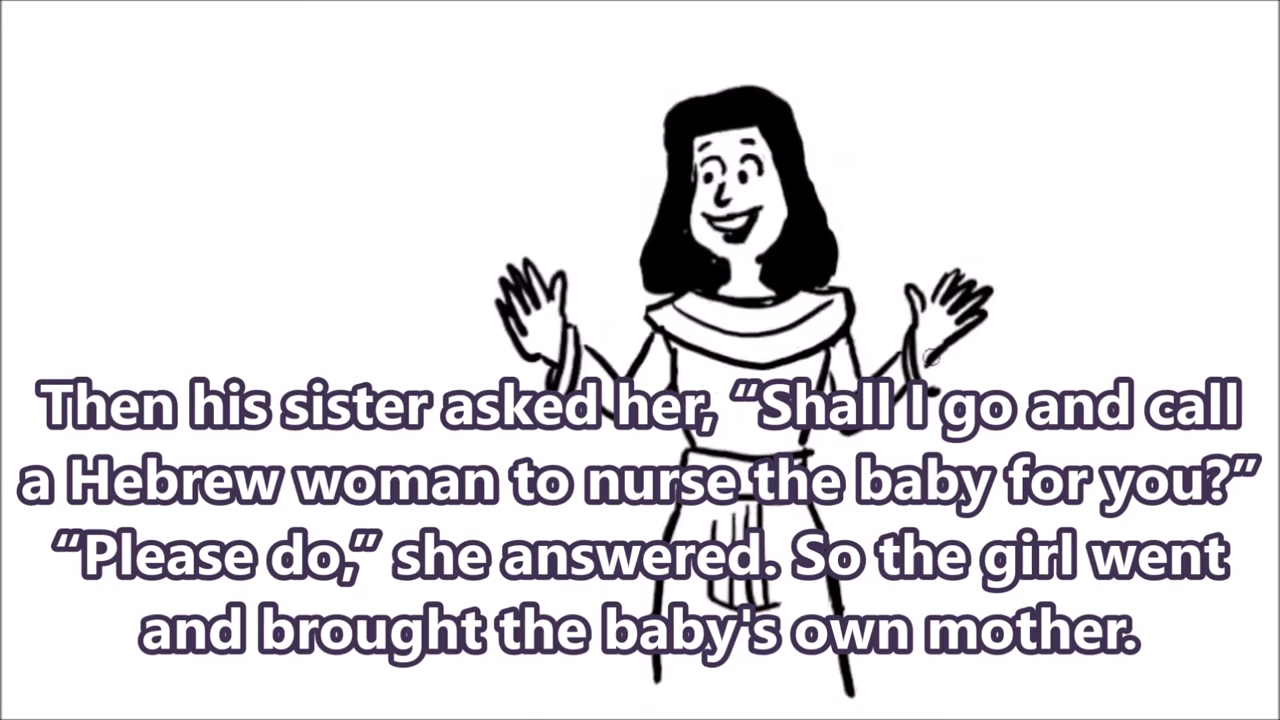 Then his sister asked her, “Shall I go and call
a Hebrew woman to nurse the baby for you?”
“Please do,” she answered. So the girl went
and brought the baby's own mother.